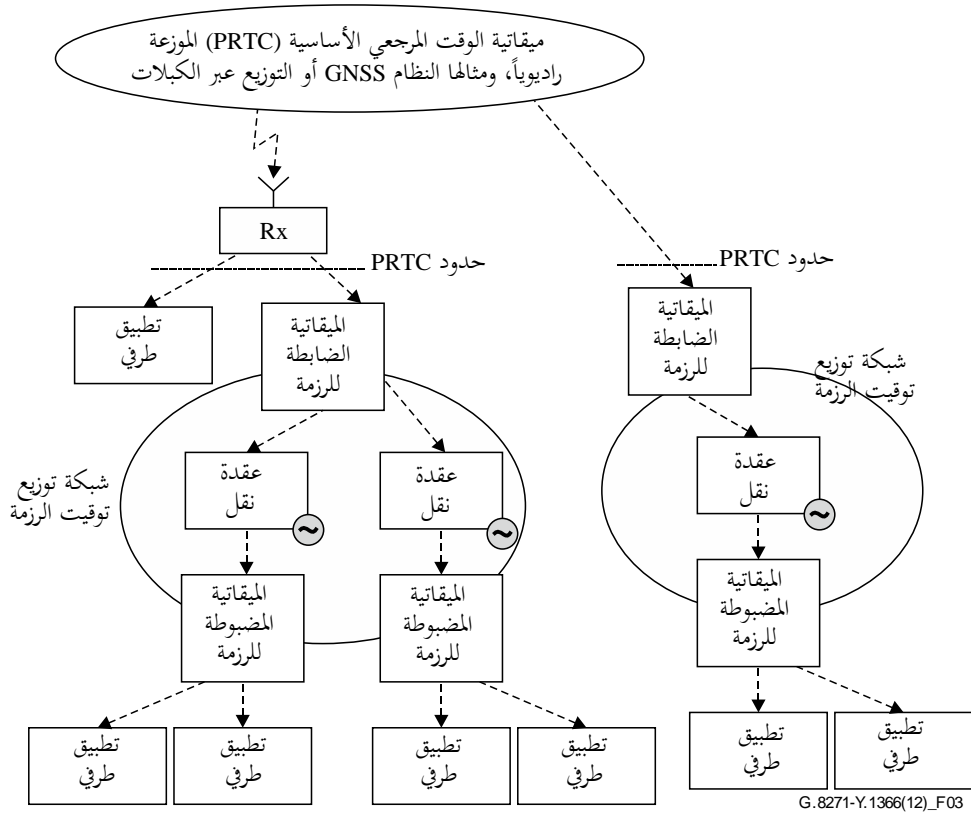 ميقاتية الوقت المرجعي الأساسية (PRTC) الموزعة
راديوياً، ومثالها النظام GNSS أو التوزيع عبر الكبلات
Rx
حدود PRTC
حدود PRTC
تطبيق
طرفي
الميقاتية
الضابطة
للرزمة
الميقاتية
الضابطة
للرزمة
شبكة توزيع
توقيت الرزمة
عقدة
نقل
عقدة
نقل
عقدة
نقل
شبكة توزيع
توقيت الرزمة
الميقاتية
المضبوطة
للرزمة
الميقاتية
المضبوطة
للرزمة
الميقاتية
المضبوطة
للرزمة
تطبيق
طرفي
تطبيق
طرفي
تطبيق
طرفي
تطبيق
طرفي
تطبيق
طرفي
تطبيق
طرفي
G.8271-Y.1366(12)_F03